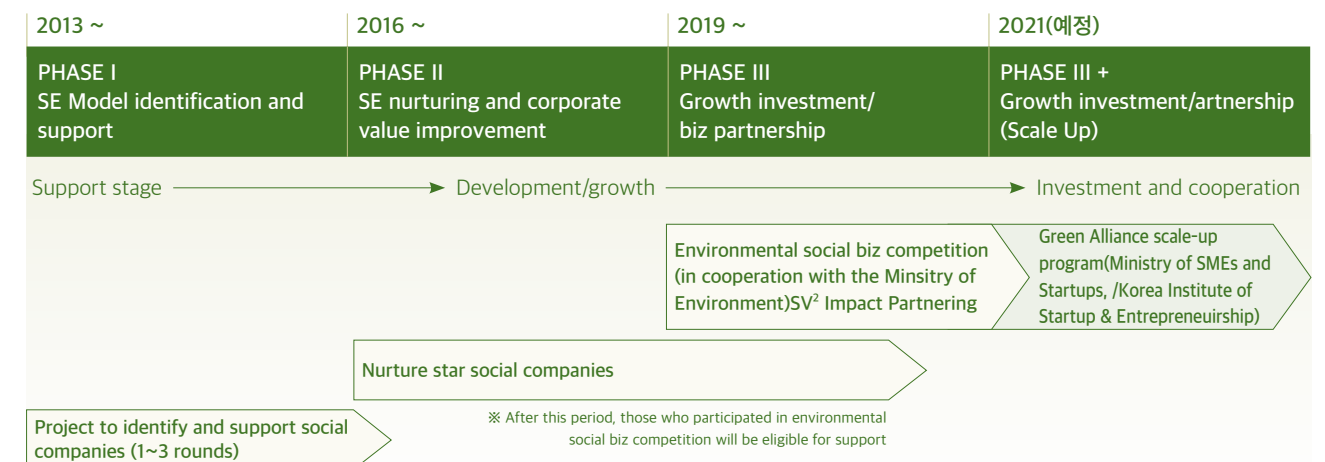 2013 ~
2016 ~
2019 ~
2021(예정)
PHASE I
SE Model identification and
support
PHASE II
SE nurturing and corporate
value improvement
PHASE III
Growth investment/
biz partnership
PHASE III +
Growth investment/artnership
(Scale Up)
Support stage
Development/growth
Investment and cooperation
Environmental social biz competition
(in cooperation with the Minsitry of
Environment)SV² Impact Partnering
Green Alliance scale-up
program(Ministry of SMEs and
Startups, /Korea Institute of
Startup & Entrepreneuirship)
Nurture star social companies
※ After this period, those who participated in environmental
social biz competition will be eligible for support
Project to identify and support social
companies (1~3 rounds)